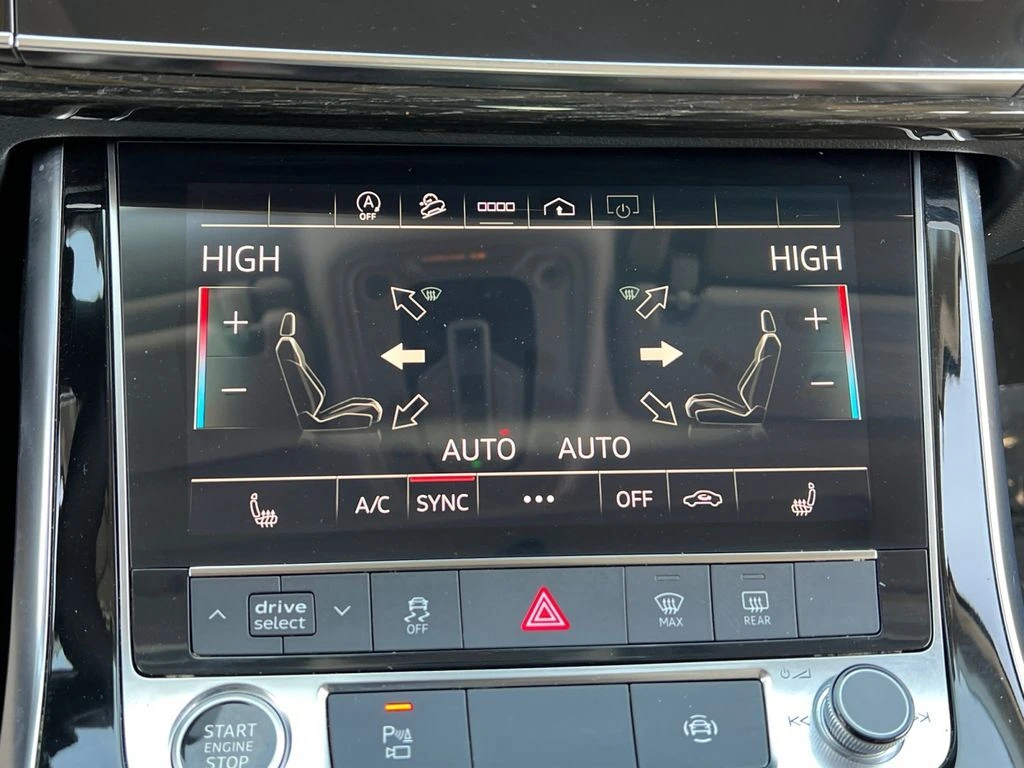 A
OFF
HIGH
HIGH
+
+
−
−
AUTO AUTO
A/C SYNC ••• OFF
drive
select
OFF
MAX
REAR
START
ENGINE
STOP
P